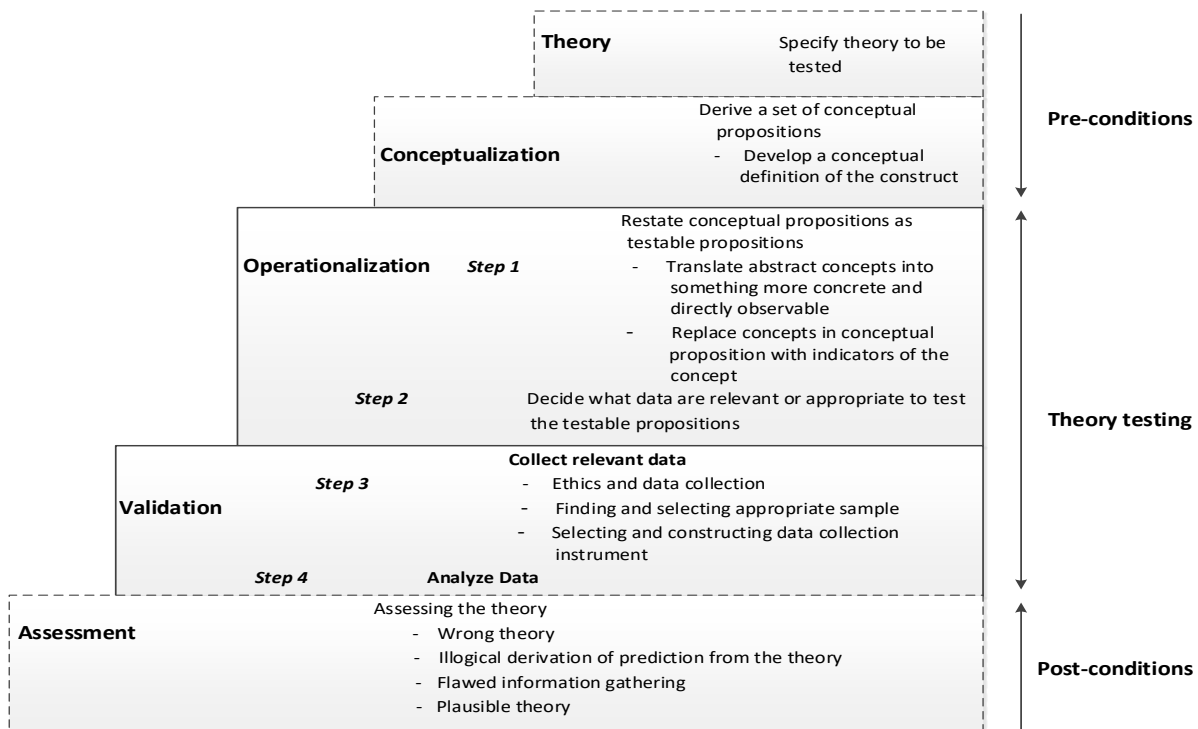 Theory
Specify theory to be
tested
Derive a set of conceptual
propositions
Conceptualization
- Develop a conceptual
definition of the construct
Pre-conditions
Restate conceptual propositions as
testable propositions
Operationalization
Step 1
- Translate abstract concepts into
something more concrete and
directly observable
- Replace concepts in conceptual
proposition with indicators of the
concept
Step 2
Decide what data are relevant or appropriate to test
the testable propositions
Theory testing
Collect relevant data
Step 3
- Ethics and data collection
Validation
- Finding and selecting appropriate sample
- Selecting and constructing data collection
instrument
Step 4
Analyze Data
Assessing the theory
Assessment
- Wrong theory
- Illogical derivation of prediction from the theory
- Flawed information gathering
- Plausible theory
Post-conditions